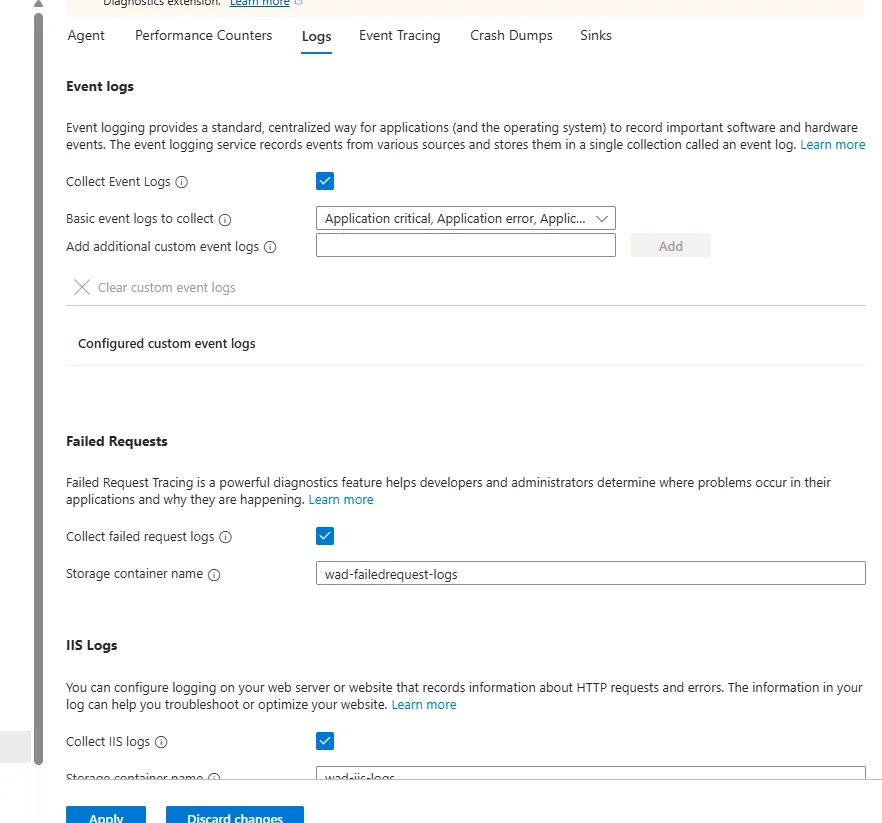 Diagnostics extension. Learn more
Agent Performance Counters Logs Event Tracing Crash Dumps Sinks
Event logs
Event logging provides a standard, centralized way for applications (and the operating system) to record important software and hardware
events. The event logging service records events from various sources and stores them in a single collection called an event log. Learn more
Collect Event Logs
Basic event logs to collect Application critical, Application error, Applic...
Add additional custom event logs Add
Clear custom event logs
Configured custom event logs
Failed Requests
Failed Request Tracing is a powerful diagnostics feature helps developers and administrators determine where problems occur in their
applications and why they are happening. Learn more
Collect failed request logs
Storage container name wad-failedrequest-logs
IIS Logs
You can configure logging on your web server or website that records information about HTTP requests and errors. The information in your
log can help you troubleshoot or optimize your website. Learn more
Collect IIS logs
Storage container name wad-iis-logs
Apply Discard changes